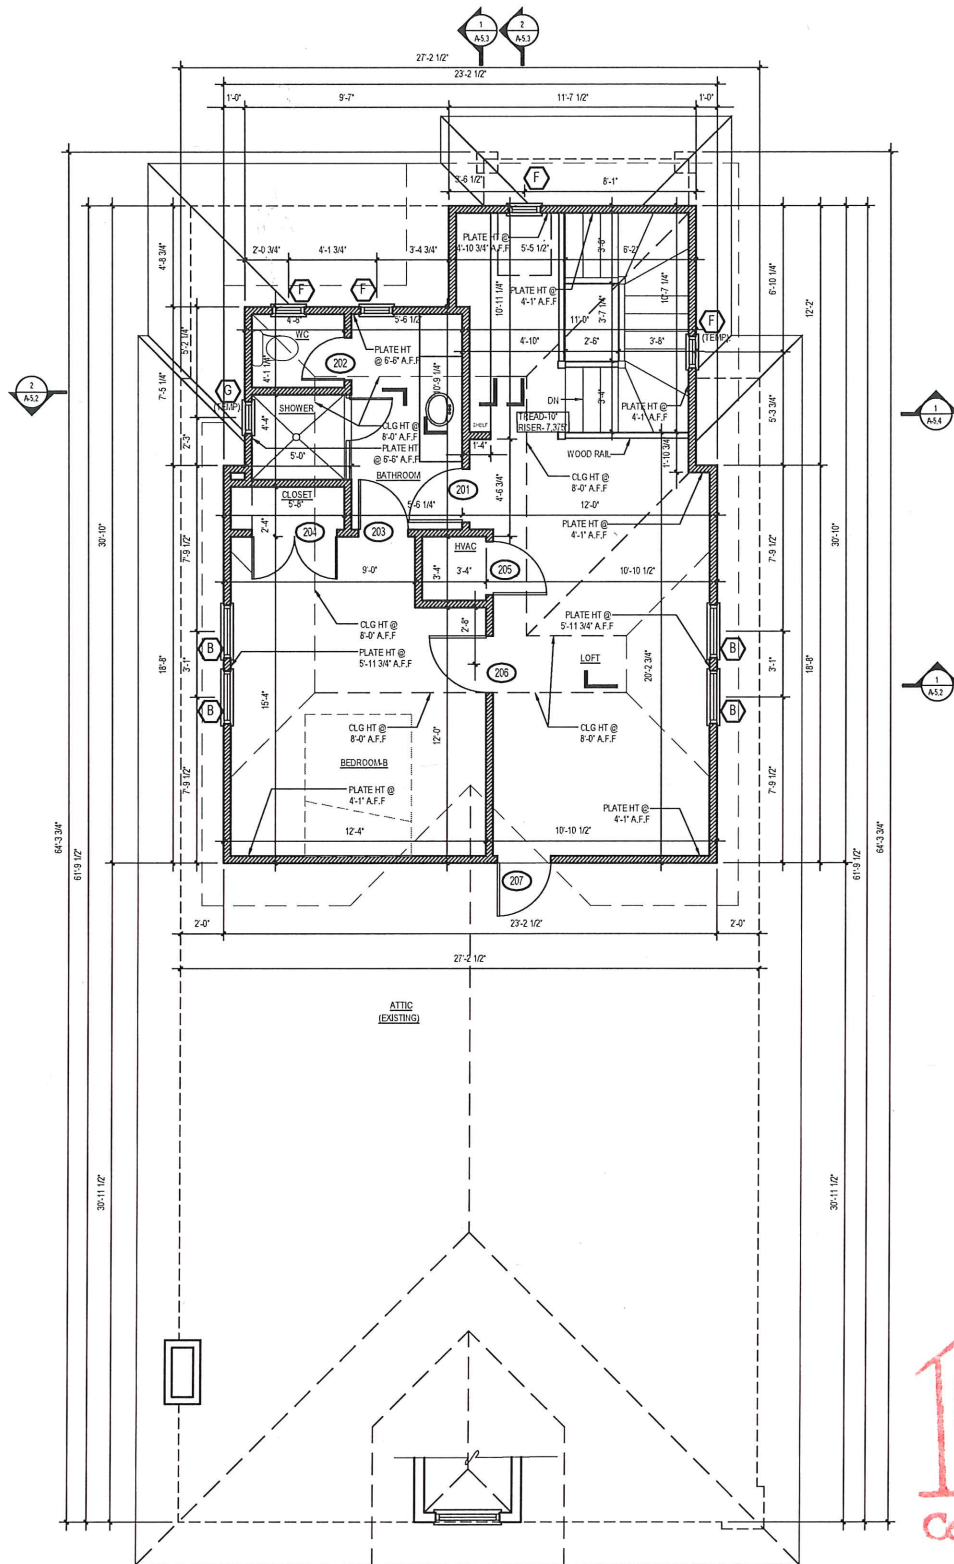 1
A-5.3
2
A-5.3
27'-2 1/2"
23'-2 1/2"
1'-0"
9'-7"
11'-7 1/2"
1'-0"
3'-6 1/2"
F
8'-1"
PLATE HT @
4'-10 3/4" A.F.F
5'-5 1/2"
3'-6"
6'-2"
4'-8 3/4"
2'-0 3/4"
4'-1 3/4"
3'-4 3/4"
10'-11 1/4"
PLATE HT @
4'-1" A.F.F
10'-7 1/4"
3'-7 1/4"
6'-10 1/4"
12'-2"
F
F
4'-8"
5'-6 1/2"
11'-0"
F
(TEMP)
WC
202
PLATE HT
@ 6'-6" A.F.F
4'-10"
2'-6"
3'-8"
5'-2 1/4"
4'-1 1/4"
7'-5 1/4"
10'-9 1/4"
2
A-5.2
G
(TEMP)
SHOWER
4'-4"
5'-0"
2'-3"
CLG HT @
8'-0" A.F.F
PLATE HT
@ 6'-6" A.F.F
SHELF
1'-4"
TREAD-10"
RISER- 7.375"
DN
3'-4"
PLATE HT @
4'-1" A.F.F
1
A-5.4
5'-3 3/4"
WOOD RAIL
1'-10 3/4"
CLG HT @
8'-0" A.F.F
BATHROOM
201
4'-6 3/4"
CLOSET
5'-8"
5'-6 1/4"
12'-0"
2'-4"
204
203
PLATE HT @
4'-1" A.F.F
30'-10"
7'-9 1/2"
HVAC
3'-4"
3'-4"
205
9'-0"
10'-10 1/2"
7'-9 1/2"
30'-10"
CLG HT @
8'-0" A.F.F
2'-8"
PLATE HT @
5'-11 3/4" A.F.F
B
PLATE HT @
5'-11 3/4" A.F.F
B
18'-8"
3'-1"
206
LOFT
20'-2 3/4"
3'-1"
18'-8"
1
A-5.2
15'-4"
B
CLG HT @
8'-0" A.F.F
12'-0"
CLG HT @
8'-0" A.F.F
B
BEDROOM-B
7'-9 1/2"
PLATE HT @
4'-1" A.F.F
PLATE HT @
4'-1" A.F.F
7'-9 1/2"
12'-4"
10'-10 1/2"
64'-3 3/4"
61'-9 1/2"
61'-9 1/2"
64'-3 3/4"
207
2'-0"
23'-2 1/2"
2'-0"
27'-2 1/2"
ATTIC
(EXISTING)
30'-11 1/2"
30'-11 1/2"